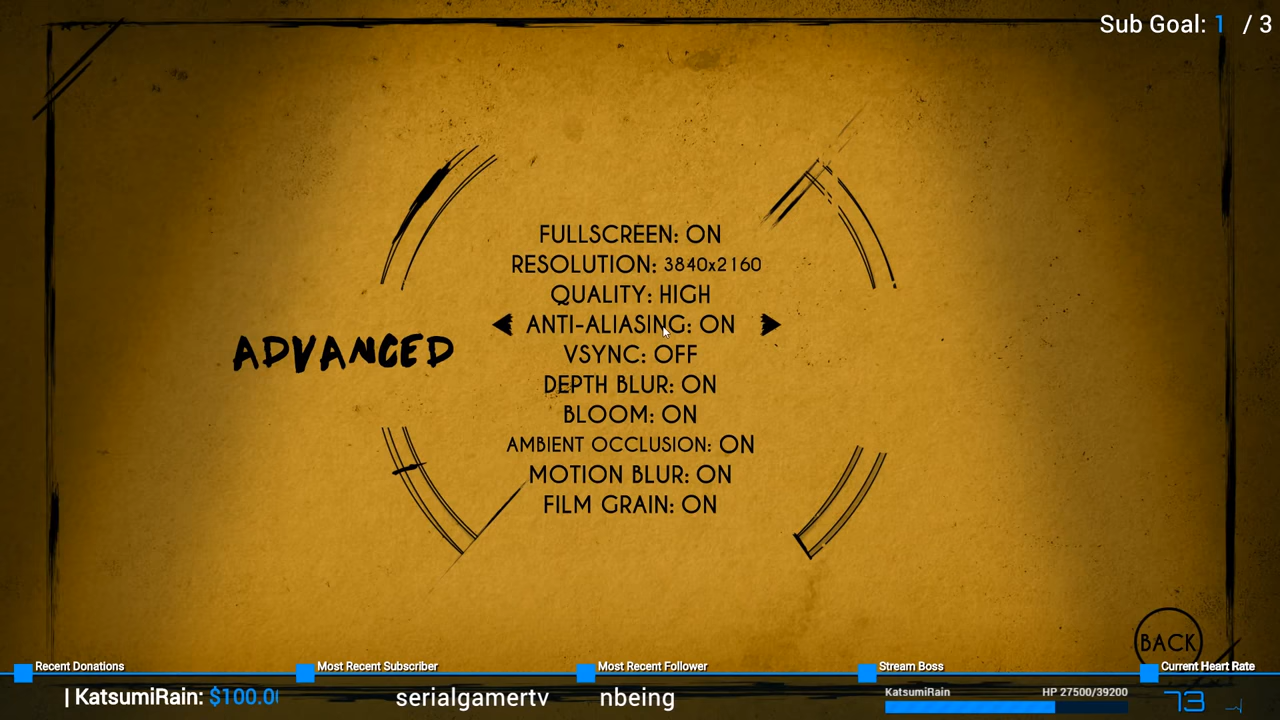 Sub Goal: 1 / 3
FULLSCREEN: ON
RESOLUTION: 3840x2160
QUALITY: HIGH
ANTI-ALIASING: ON
ADVANCED
VSYNC: OFF
DEPTH BLUR: ON
BLOOM: ON
AMBIENT OCCLUSION: ON
MOTION BLUR: ON
FILM GRAIN: ON
BACK
Recent Donations
Most Recent Subscriber
Most Recent Follower
Stream Boss
Current Heart Rate
| KatsumiRain: $100.0
serialgamertv
nbeing
KatsumiRain
HP 27500/39200
73